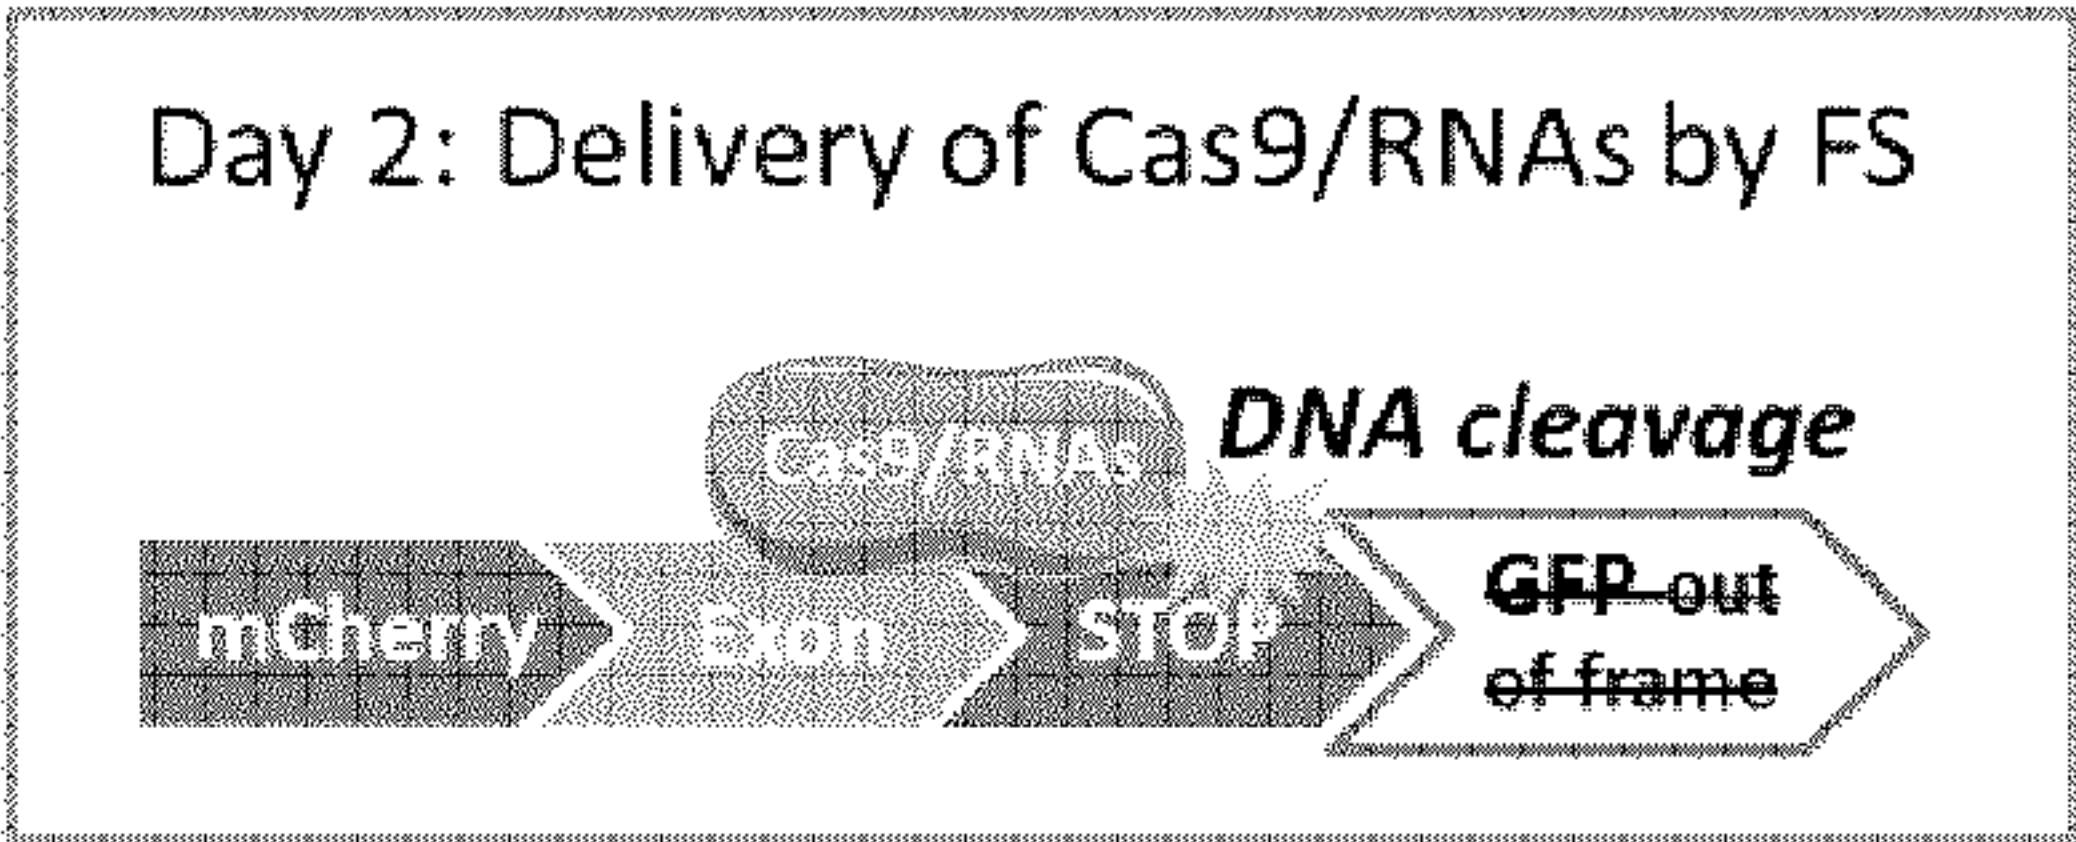 Day 2: Delivery of Cas9/RNAs by FS
DNA cleavage
Cas9/RNAs
mCherry
Exon
STOP
GFP out
of frame